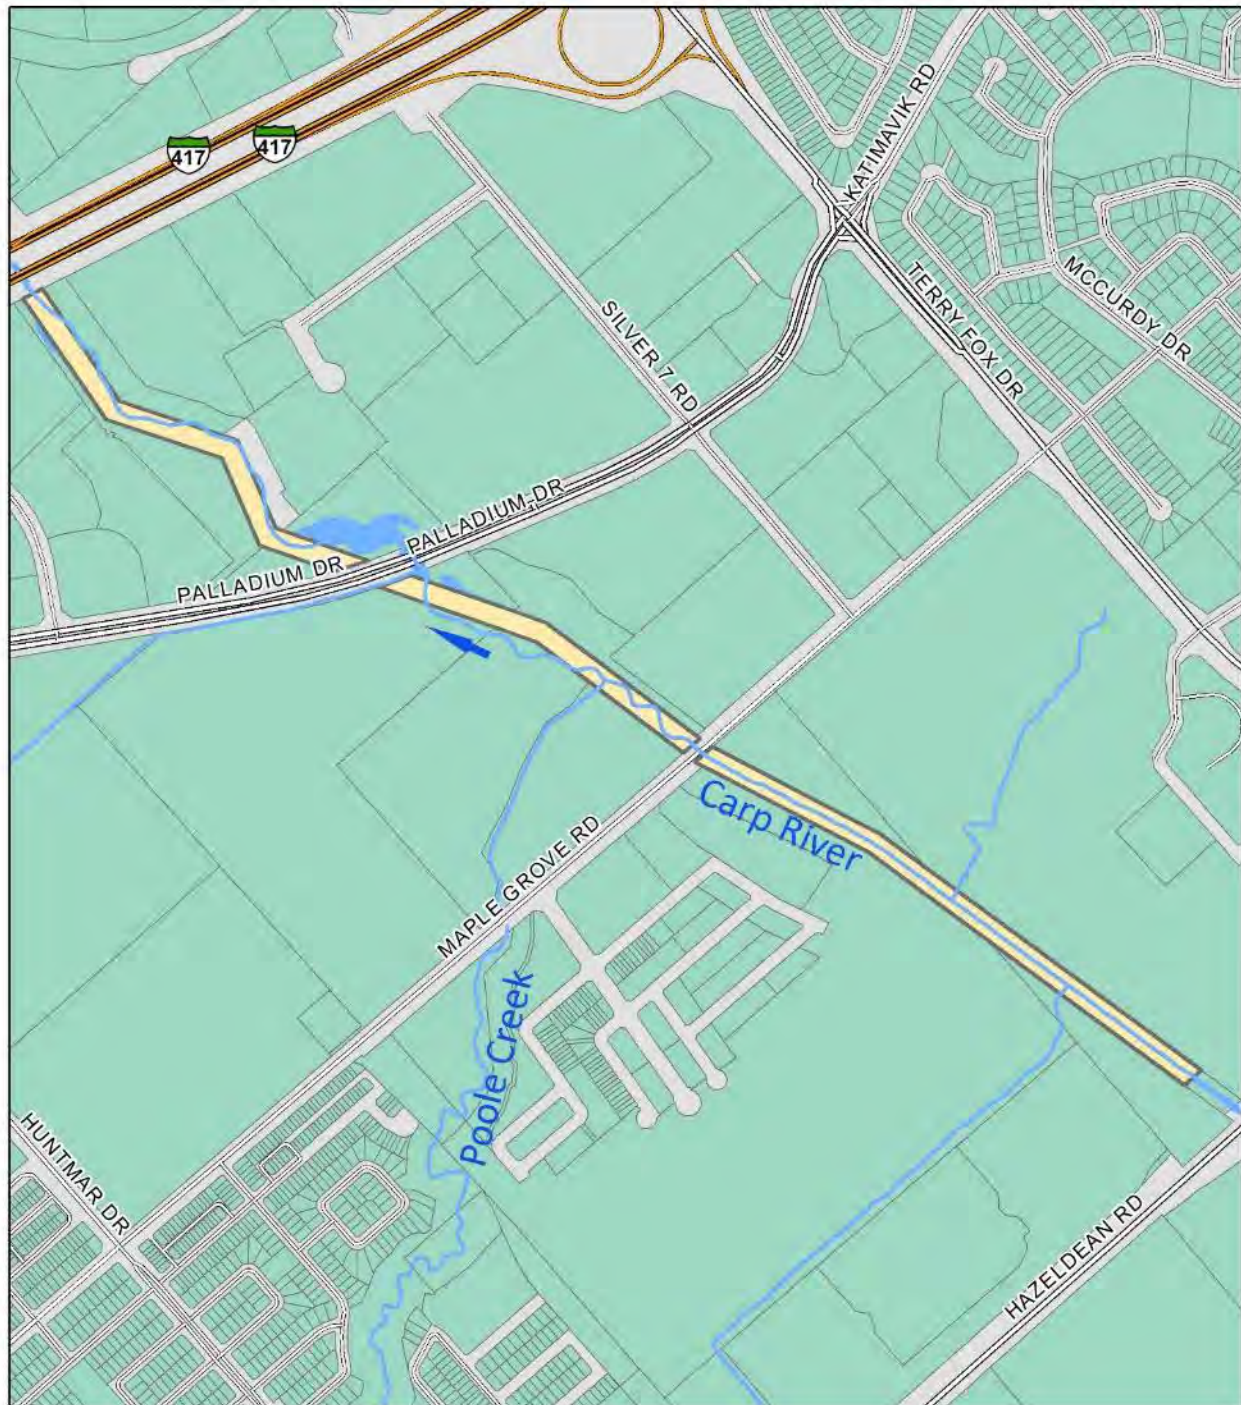 417
417
KATIMAVIK RD
MCCURDY DR
TERRY FOX DR
SILVER 7 RD
PALLADIUM DR
PALLADIUM DR
Carp River
MAPLE GROVE RD
Poole Creek
HUNTMAR DR
HAZELDEAN RD